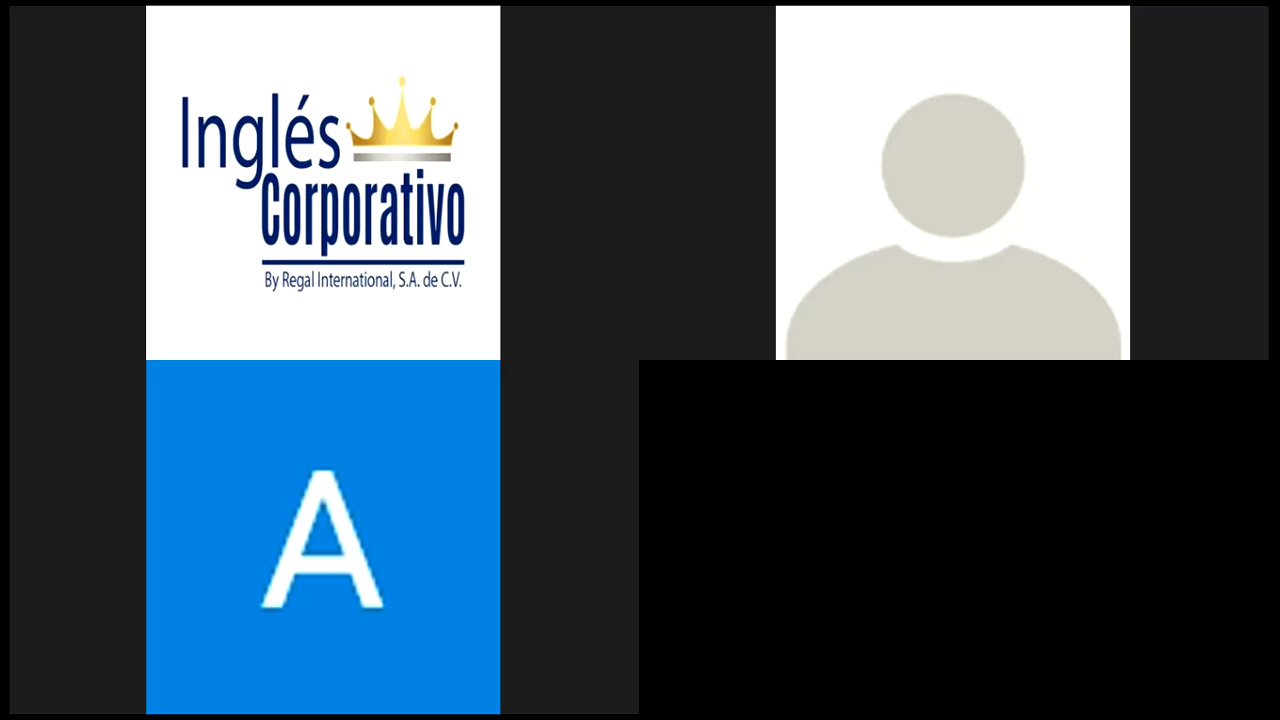 Inglés
Corporativo
By Regal International, S.A. de C.V.
A